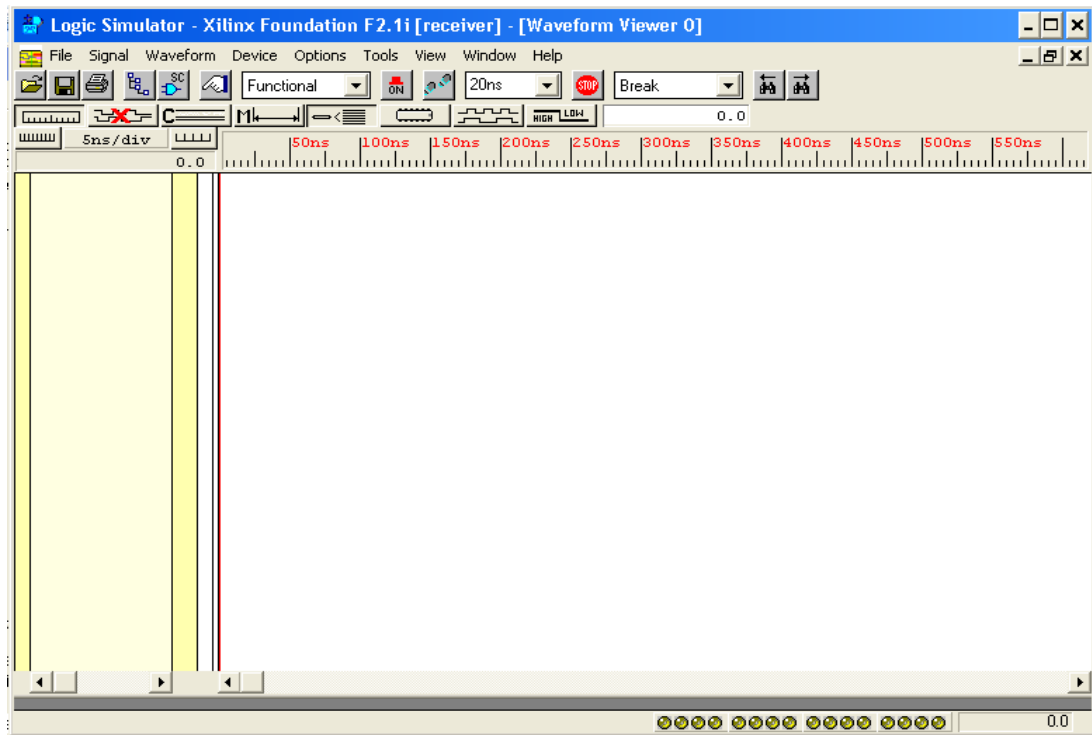 Logic Simulator - Xilinx Foundation F2.1i [receiver] - [Waveform Viewer 0]
File Signal Waveform Device Options Tools View Window Help
SC Functional ON 20ns STOP Break
C M HIGH LOW 0.0
5ns/div 50ns 100ns 150ns 200ns 250ns 300ns 350ns 400ns 450ns 500ns 550ns
0.0
0.0